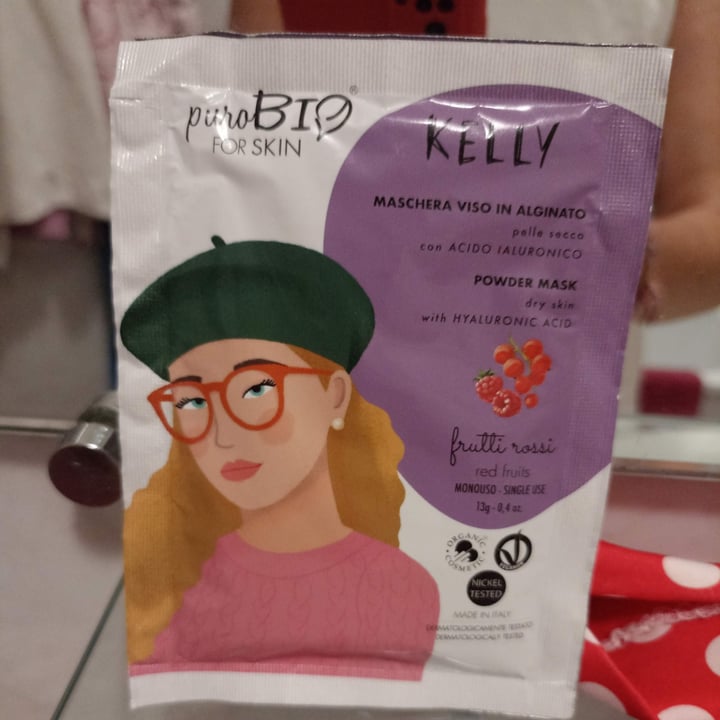 puroBIO®
FOR SKIN
KELLY
MASCHERA VISO IN ALGINATO
pelle secca
con ACIDO IALURONICO
POWDER MASK
dry skin
with HYALURONIC ACID
frutti rossi
red fruits
MONOUSO - SINGLE USE
13g - 0,4 oz.
ORGANIC COSMETIC
VEGANOK
NICKEL
TESTED
MADE IN ITALY
DERMATOLOGICAMENTE TESTATO
DERMATOLOGICALLY TESTED